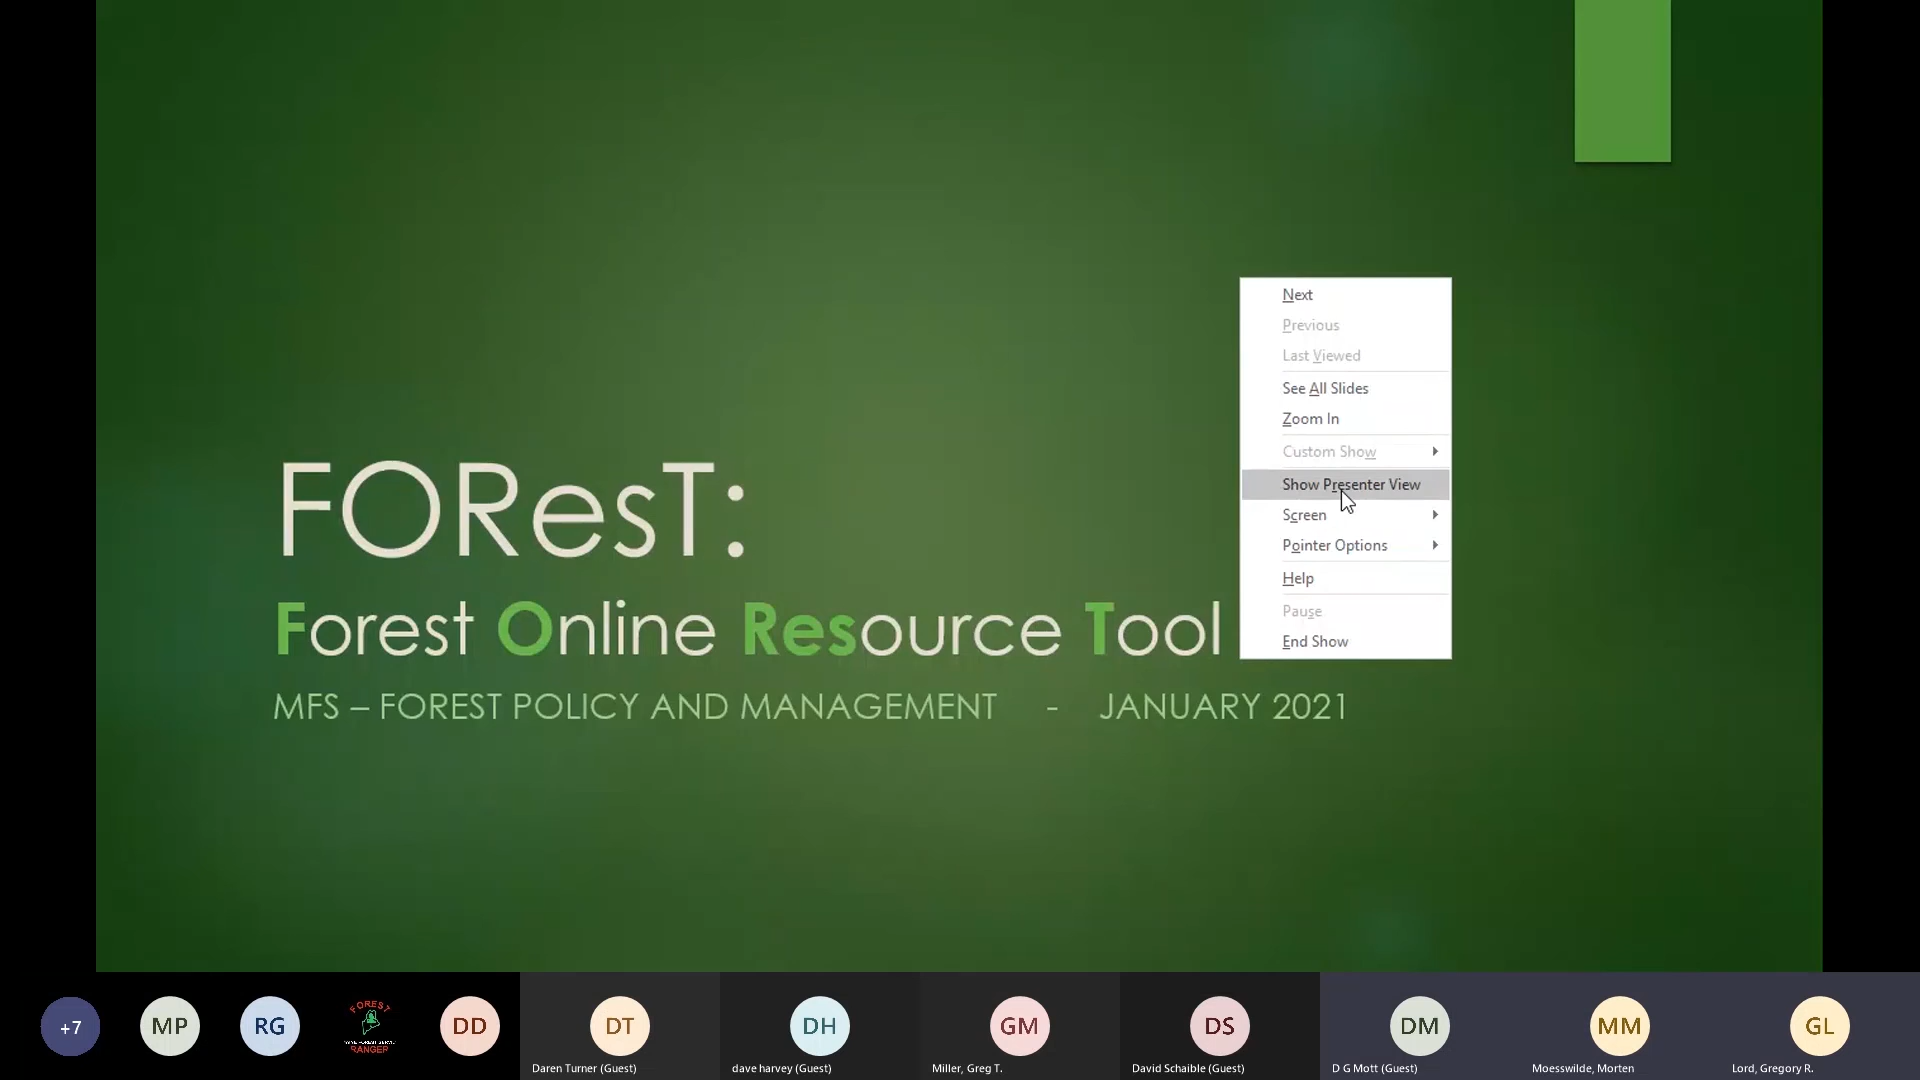 Next
Previous
Last Viewed
See All Slides
Zoom In
Custom Show
Show Presenter View
Screen
Pointer Options
Help
Pause
End Show
FOResT:
Forest Online Resource Tool
MFS – FOREST POLICY AND MANAGEMENT - JANUARY 2021
+7
MP
RG
FOREST
RANGER
DD
DT
DH
GM
DS
DM
MM
GL
Daren Turner (Guest)
dave harvey (Guest)
Miller, Greg T.
David Schaible (Guest)
D G Mott (Guest)
Moesswilde, Morten
Lord, Gregory R.